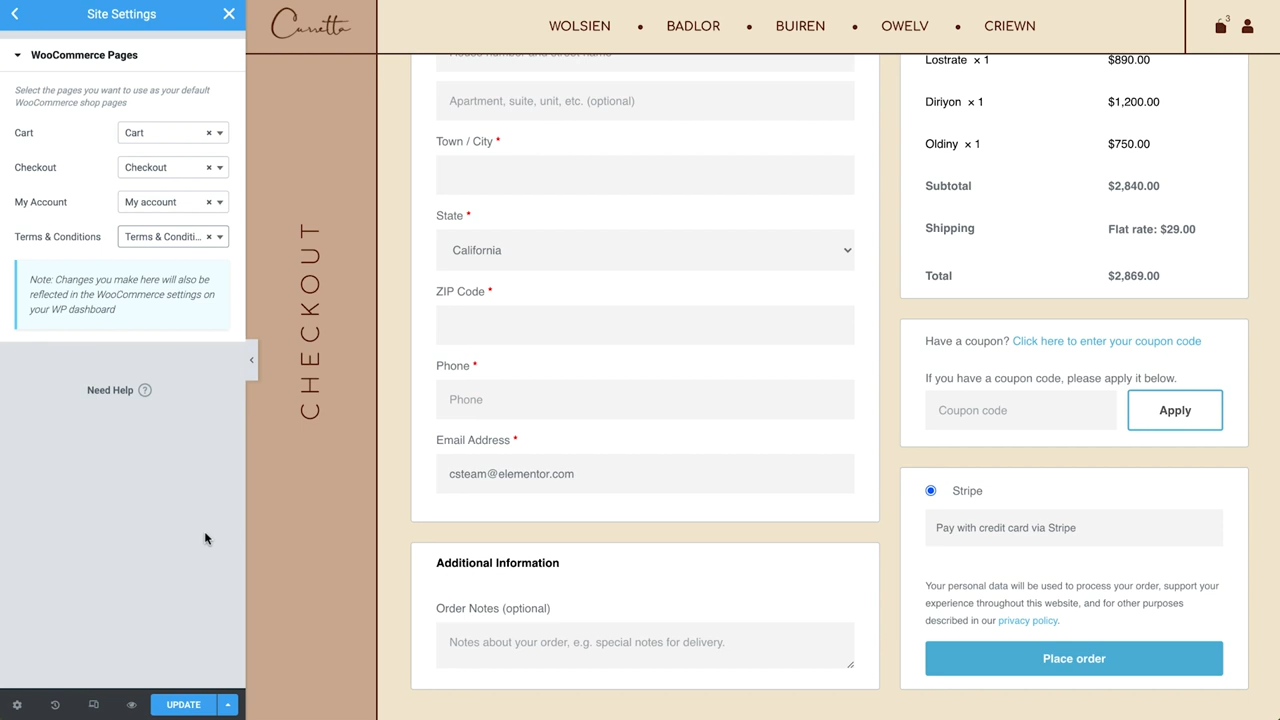 Site Settings
WooCommerce Pages
Select the pages you want to use as your default
WooCommerce shop pages
Cart
Cart
Checkout
Checkout
My Account
My account
Terms & Conditions
Terms & Conditi...
Note: Changes you make here will also be
reflected in the WooCommerce settings on
your WP dashboard
Need Help
UPDATE
Curretta
WOLSIEN • BADLOR • BUIREN • OWELV • CRIEWN
3
CHECKOUT
House number and street name
Apartment, suite, unit, etc. (optional)
Town / City *
State *
California
ZIP Code *
Phone *
Phone
Email Address *
csteam@elementor.com
Additional Information
Order Notes (optional)
Notes about your order, e.g. special notes for delivery.
Lostrate × 1 $890.00
Diriyon × 1 $1,200.00
Oldiny × 1 $750.00
Subtotal $2,840.00
Shipping Flat rate: $29.00
Total $2,869.00
Have a coupon? Click here to enter your coupon code
If you have a coupon code, please apply it below.
Coupon code
Apply
Stripe
Pay with credit card via Stripe
Your personal data will be used to process your order, support your
experience throughout this website, and for other purposes
described in our privacy policy.
Place order